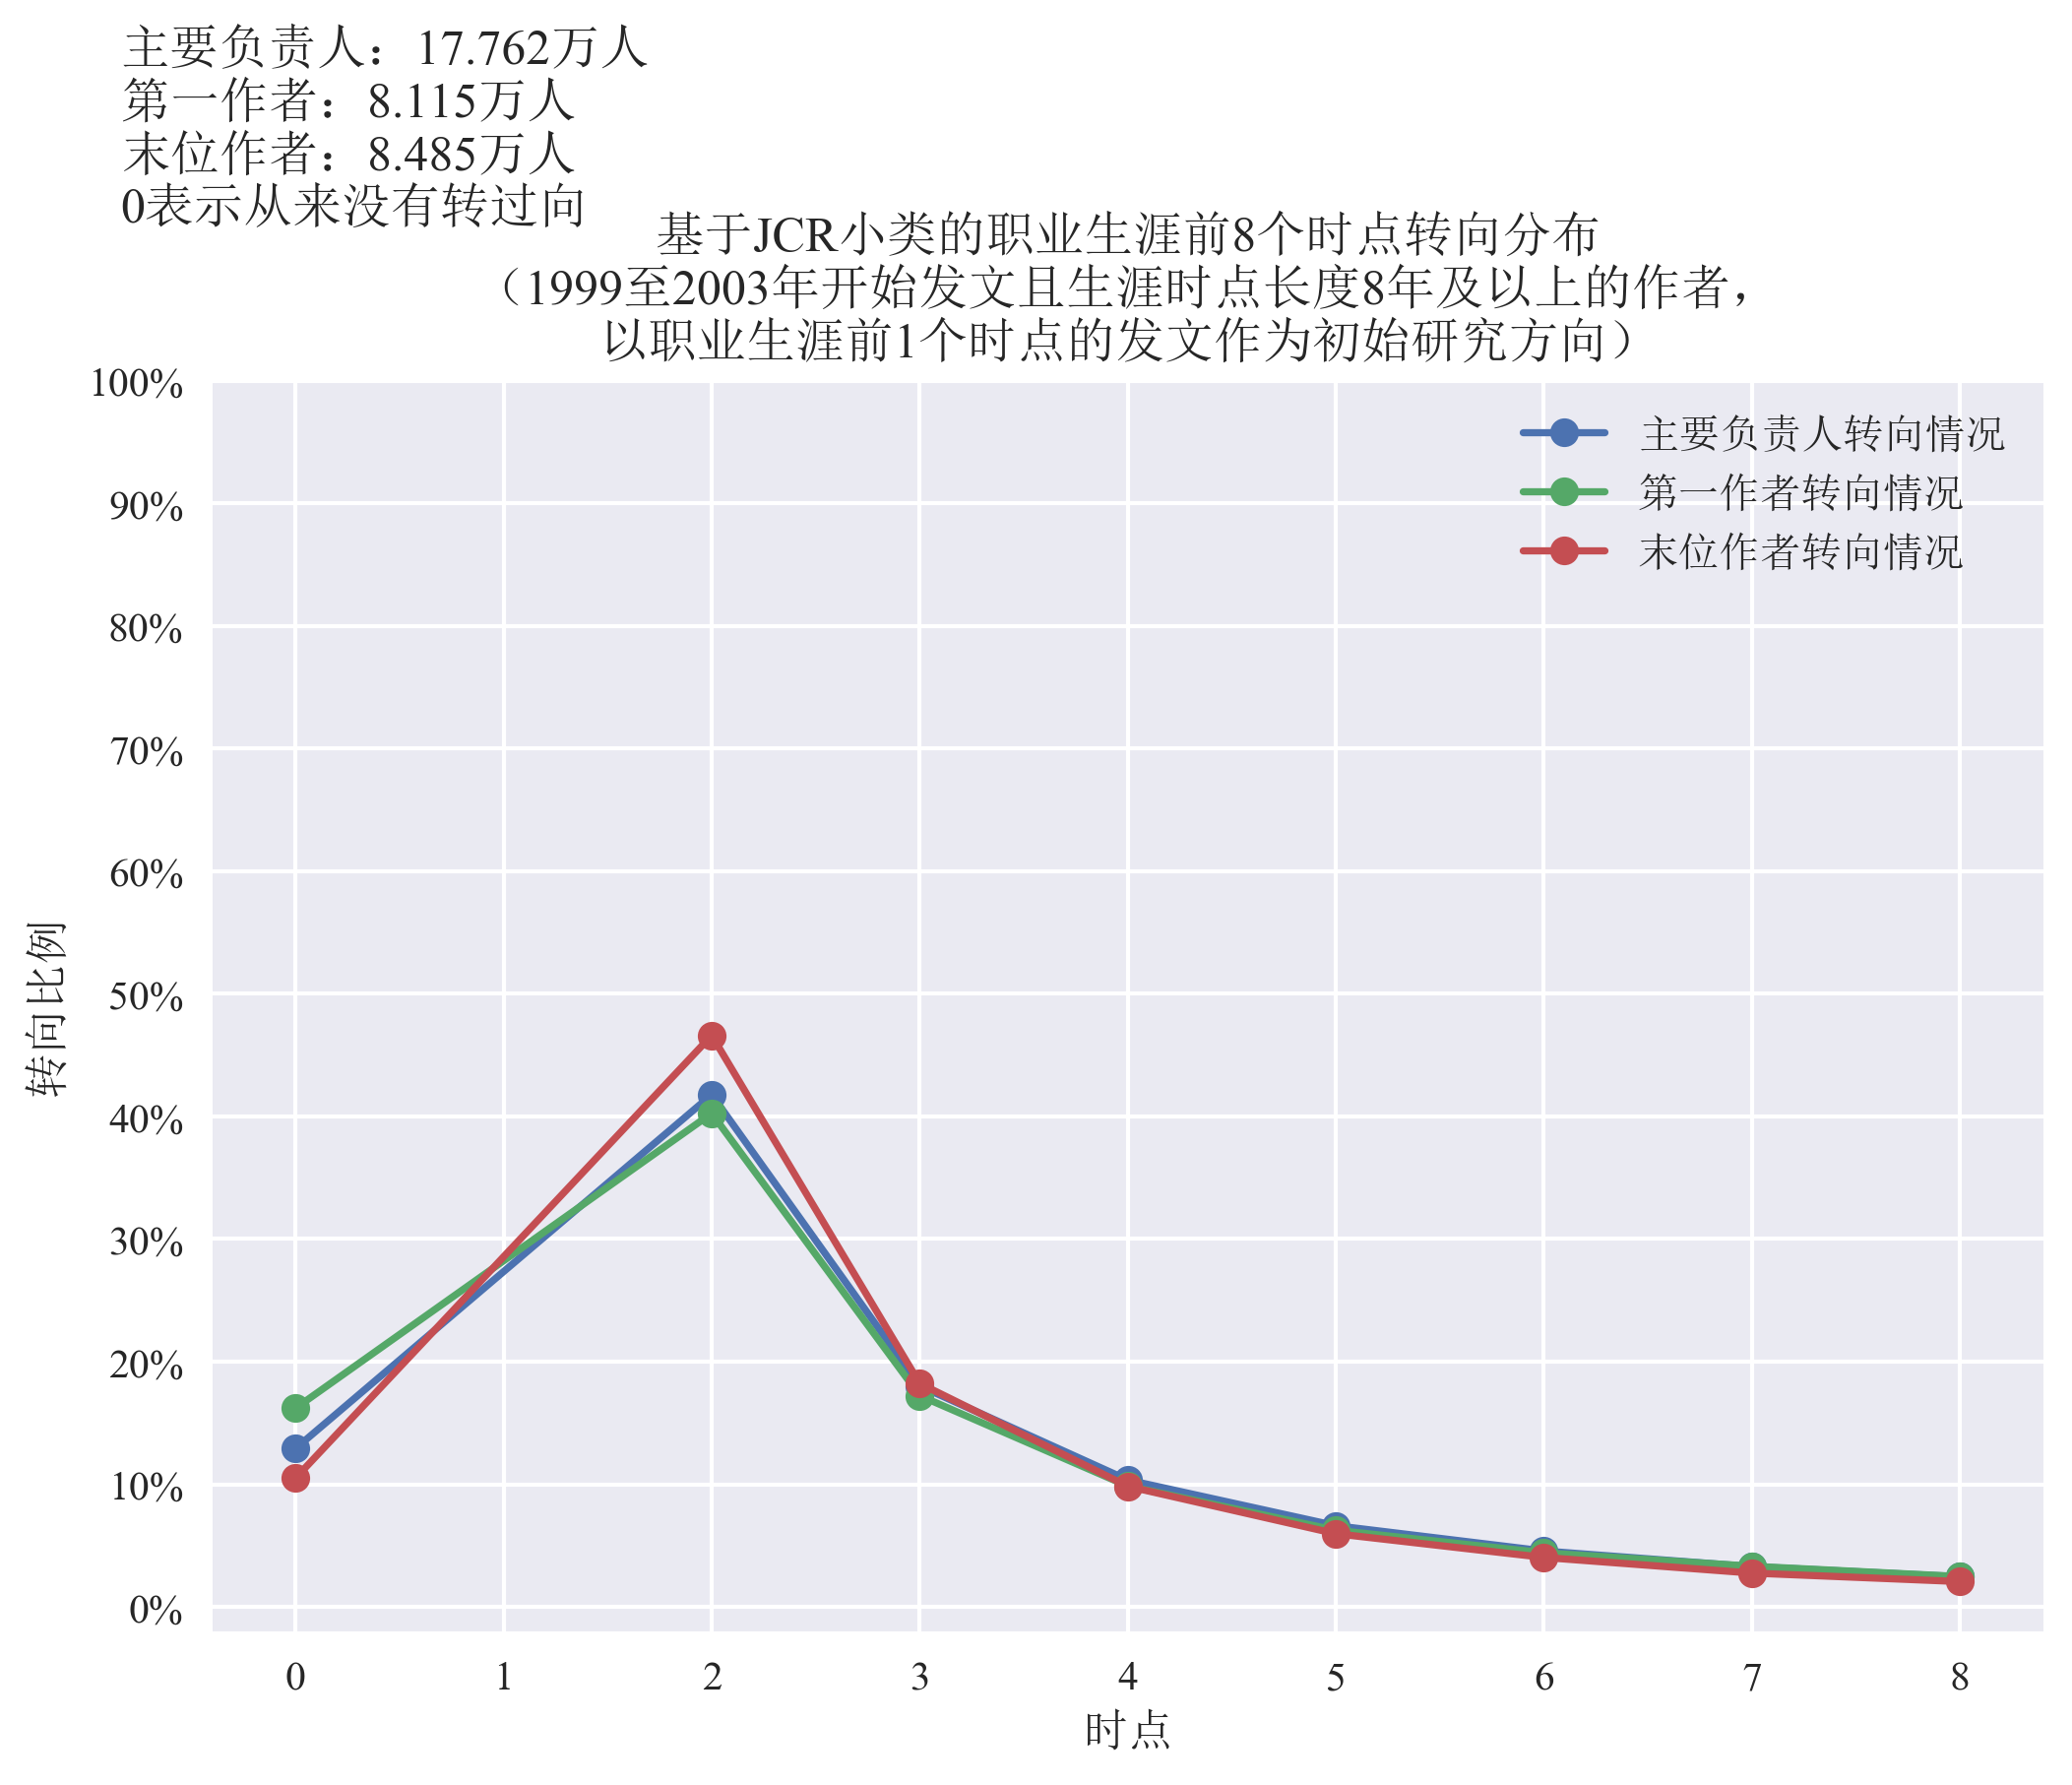 主要负责人：17.762万人
第一作者：8.115万人
末位作者：8.485万人
0表示从来没有转过向
基于JCR小类的职业生涯前8个时点转向分布
（1999至2003年开始发文且生涯时点长度8年及以上的作者，
以职业生涯前1个时点的发文作为初始研究方向）
主要负责人转向情况
第一作者转向情况
末位作者转向情况
100%
90%
80%
70%
60%
50%
40%
30%
20%
10%
0%
转向比例
0 1 2 3 4 5 6 7 8
时点